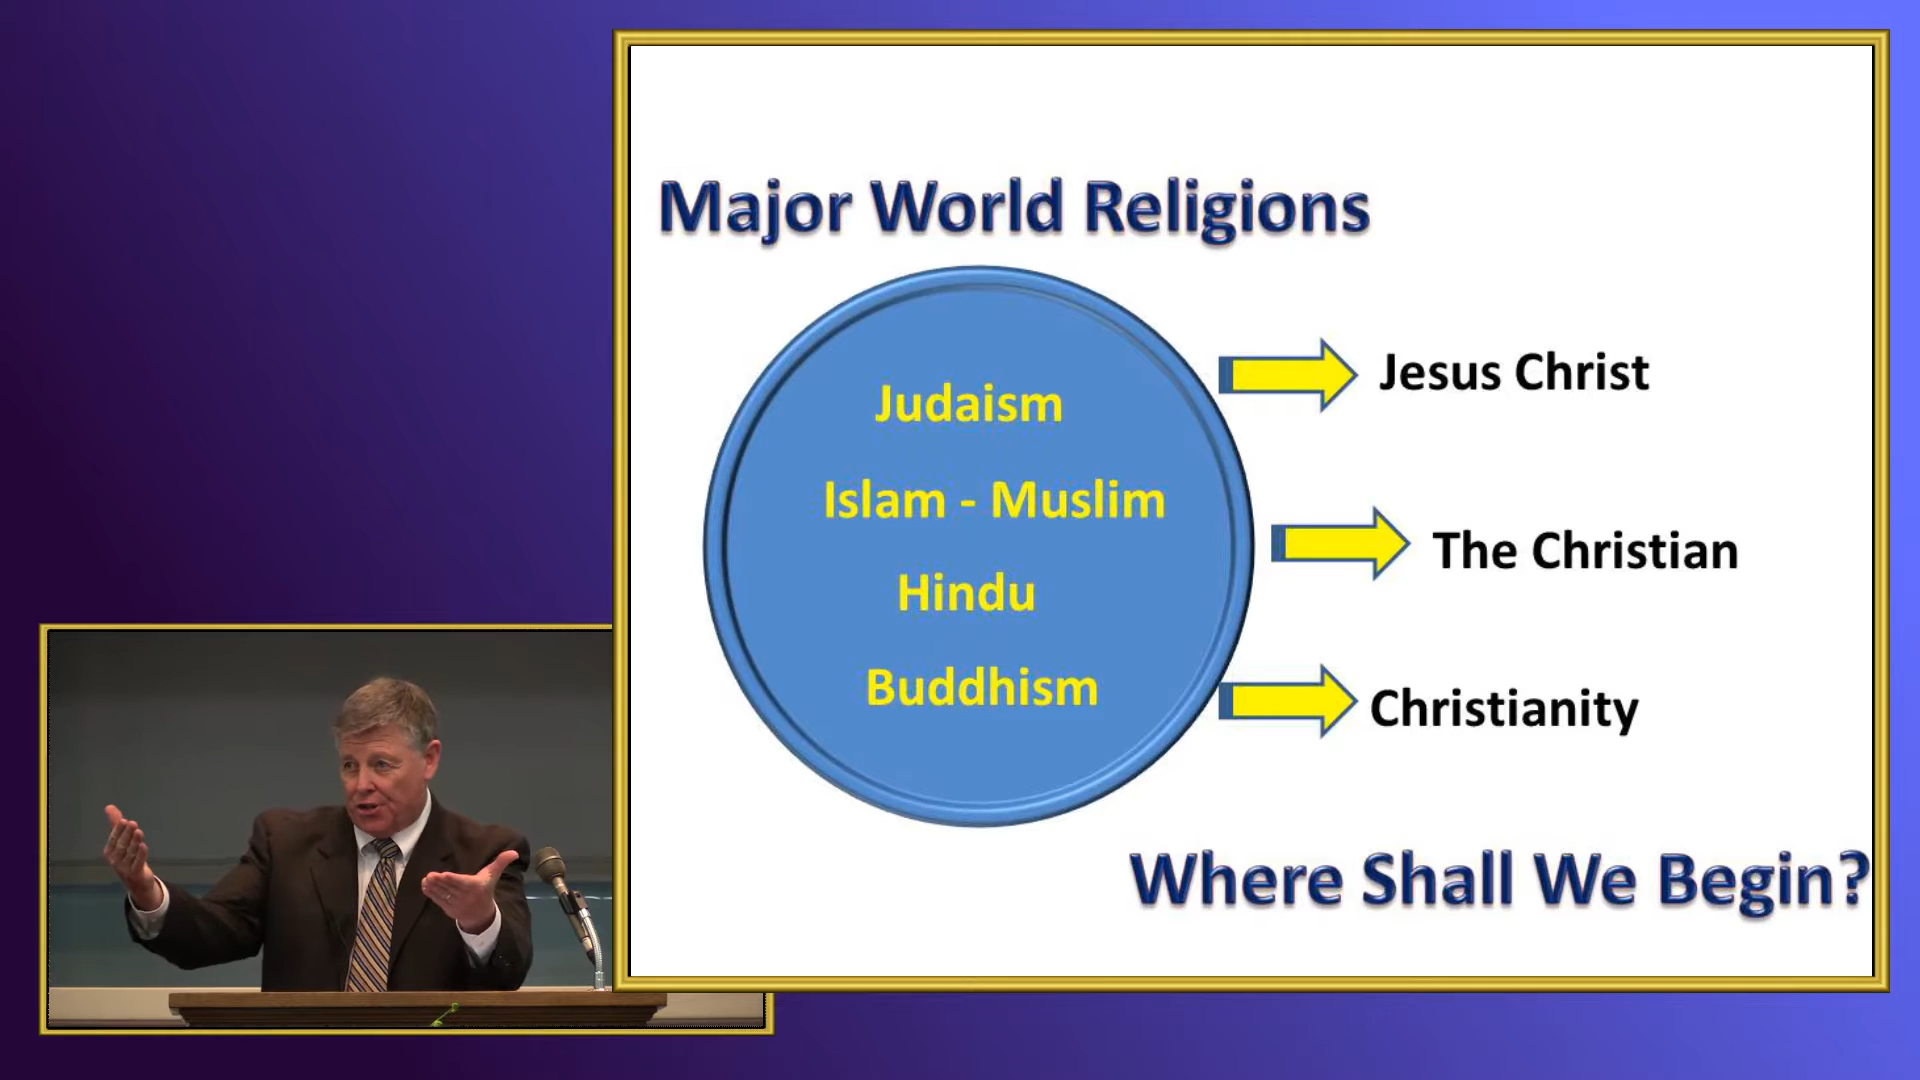 Major World Religions
Judaism
Islam - Muslim
Hindu
Buddhism
Jesus Christ
The Christian
Christianity
Where Shall We Begin?